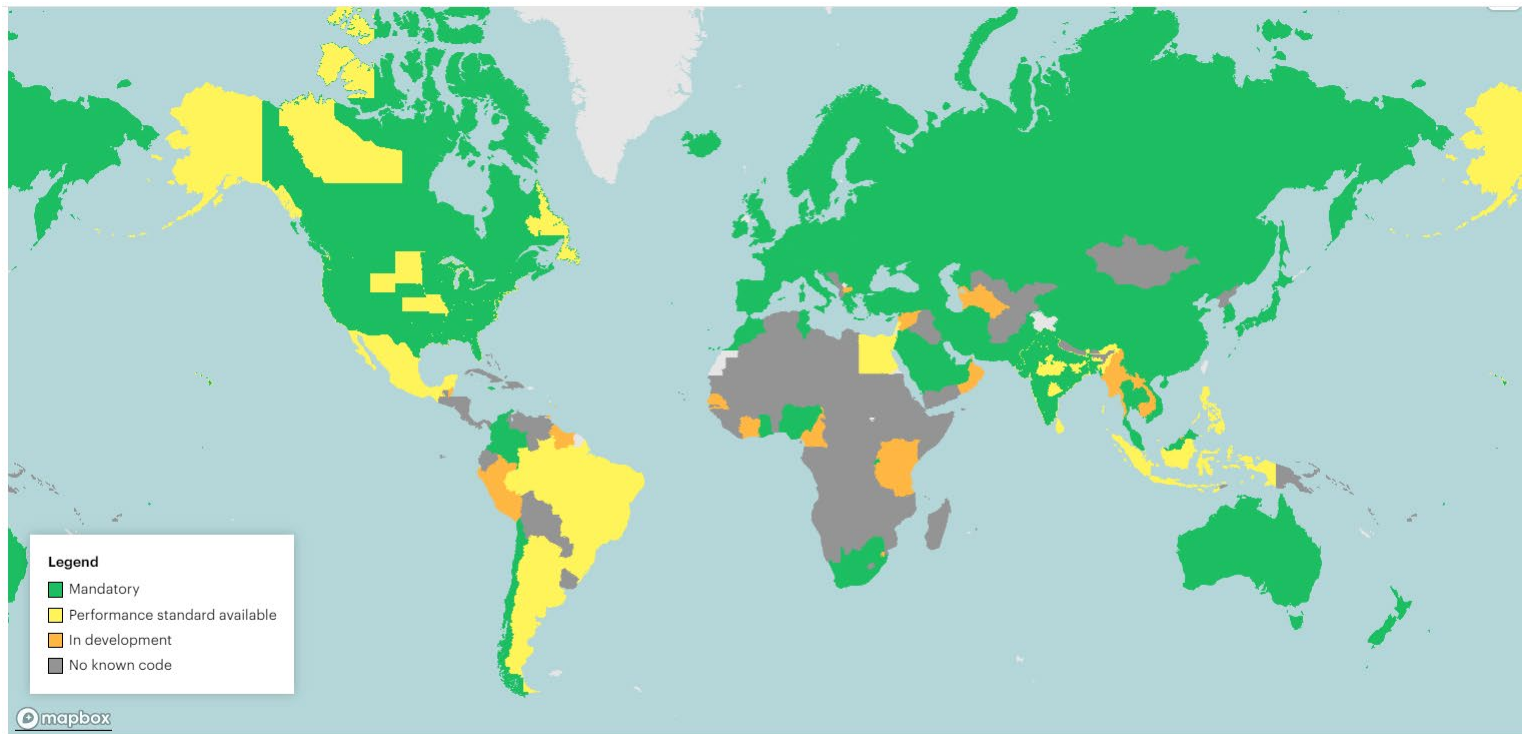 Legend
Mandatory
Performance standard available
In development
No known code
mapbox